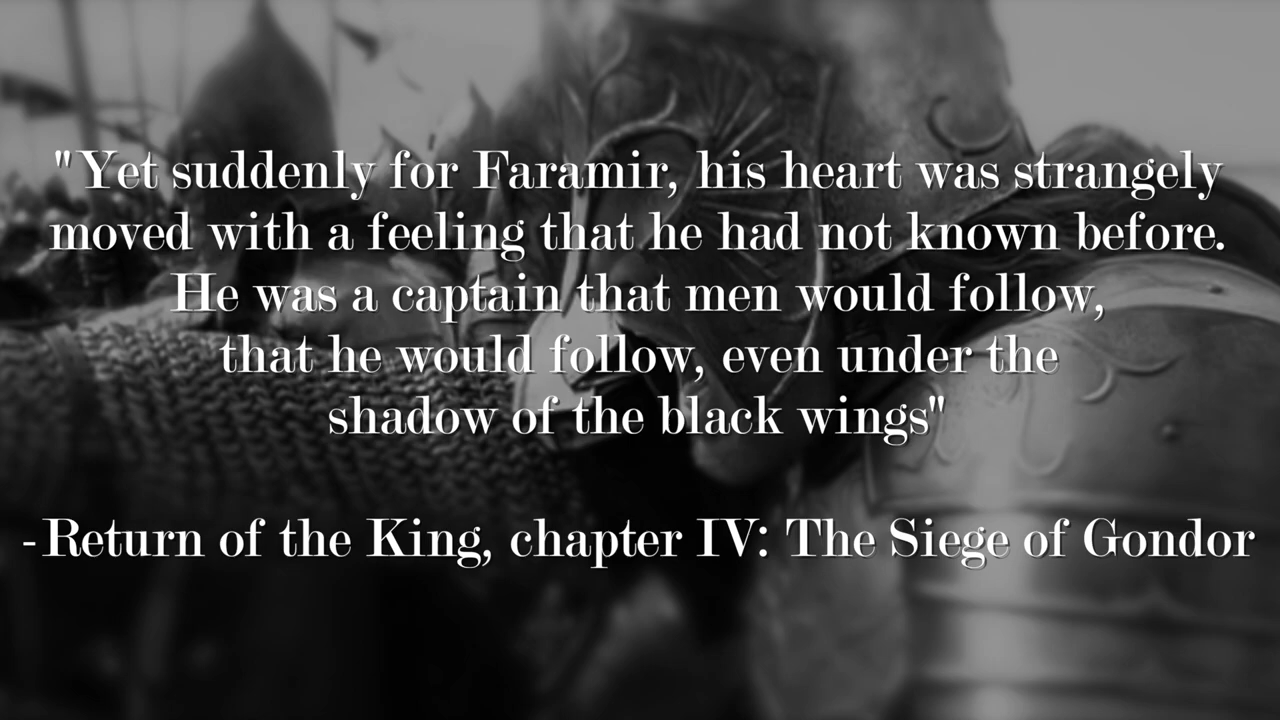 "Yet suddenly for Faramir, his heart was strangely
moved with a feeling that he had not known before.
He was a captain that men would follow,
that he would follow, even under the
shadow of the black wings"
-Return of the King, chapter IV: The Siege of Gondor